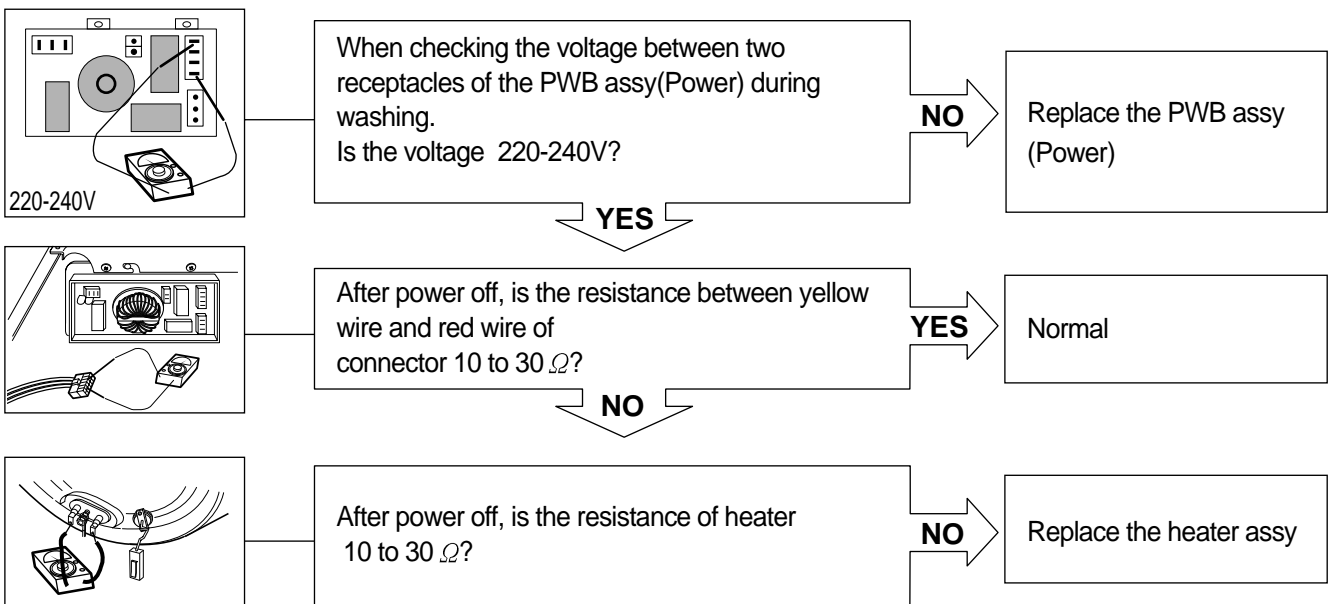 220-240V
When checking the voltage between two
receptacles of the PWB assy(Power) during
washing.
Is the voltage 220-240V?
NO
Replace the PWB assy
(Power)
YES
After power off, is the resistance between yellow
wire and red wire of
connector 10 to 30 Ω?
YES
Normal
NO
After power off, is the resistance of heater
10 to 30 Ω?
NO
Replace the heater assy